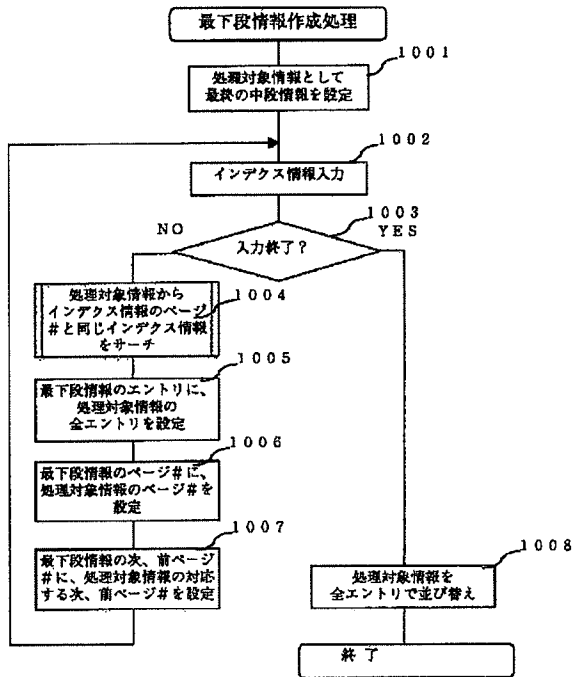 最下段情報作成処理
1001
処理対象情報として
最終の中段情報を設定
1002
インデクス情報入力
1003
NO
YES
入力終了?
処理対象情報から
インデクス情報のページ
#と同じインデクス情報
をサーチ
1004
1005
最下段情報のエントリに、
処理対象情報の
全エントリを設定
1006
最下段情報のページ#に、
処理対象情報のページ#を
設定
1007
最下段情報の次、前ページ
#に、処理対象情報の対応
する次、前ページ#を設定
1008
処理対象情報を
全エントリで並び替え
終了